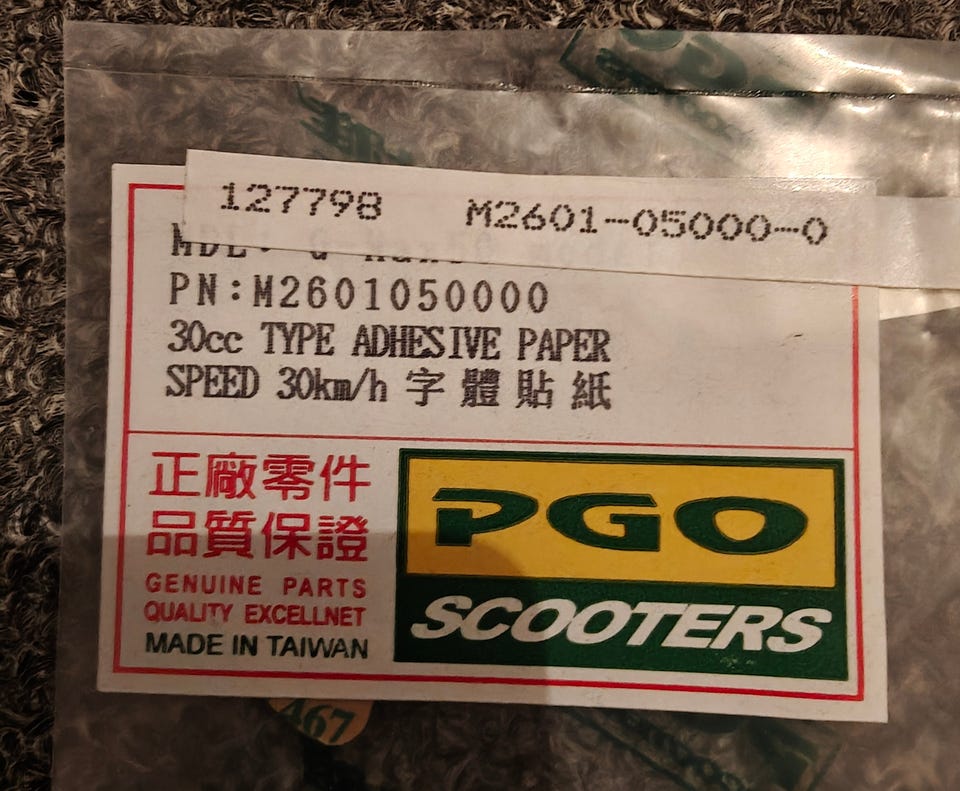 127798 M2601-05000-0
PN:M2601050000
30cc TYPE ADHESIVE PAPER
SPEED 30km/h 字體貼紙
正廠零件
品質保證
GENUINE PARTS
QUALITY EXCELLNET
MADE IN TAIWAN
PGO
SCOOTERS
467